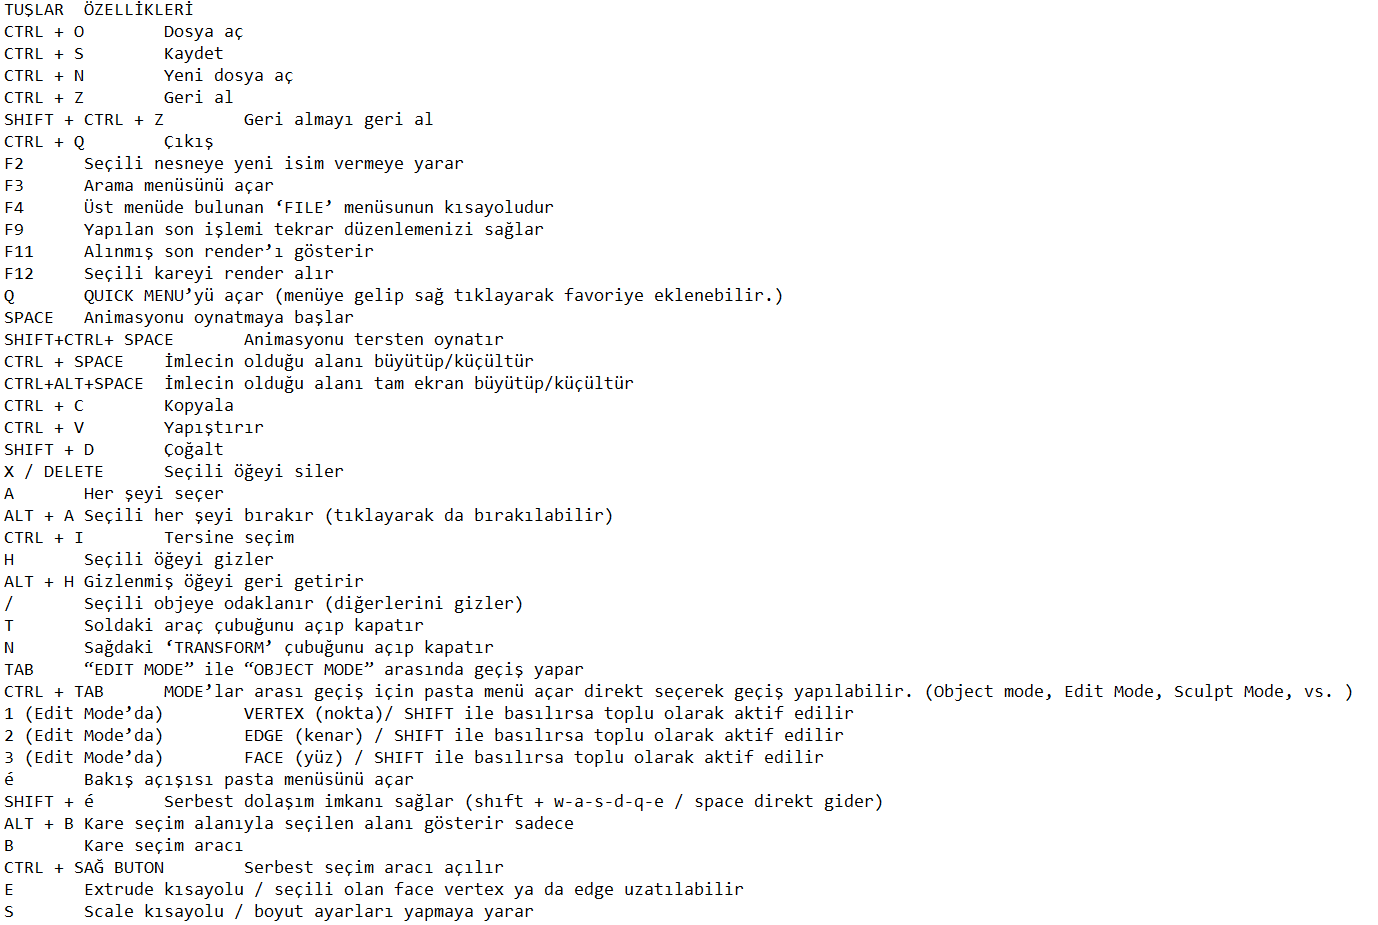 TUŞLAR ÖZELLİKLERİ
CTRL + O Dosya aç
CTRL + S Kaydet
CTRL + N Yeni dosya aç
CTRL + Z Geri al
SHIFT + CTRL + Z Geri almayı geri al
CTRL + Q Çıkış
F2 Seçili nesneye yeni isim vermeye yarar
F3 Arama menüsünü açar
F4 Üst menüde bulunan ‘FILE’ menüsunun kısayoludur
F9 Yapılan son işlemi tekrar düzenlemenizi sağlar
F11 Alınmış son render’ı gösterir
F12 Seçili kareyi render alır
Q QUICK MENU’yü açar (menüye gelip sağ tıklayarak favoriye eklenebilir.)
SPACE Animasyonu oynatmaya başlar
SHIFT+CTRL+ SPACE Animasyonu tersten oynatır
CTRL + SPACE İmlecin olduğu alanı büyütüp/küçültür
CTRL+ALT+SPACE İmlecin olduğu alanı tam ekran büyütüp/küçültür
CTRL + C Kopyala
CTRL + V Yapıştırır
SHIFT + D Çoğalt
X / DELETE Seçili öğeyi siler
A Her şeyi seçer
ALT + A Seçili her şeyi bırakır (tıklayarak da bırakılabilir)
CTRL + I Tersine seçim
H Seçili öğeyi gizler
ALT + H Gizlenmiş öğeyi geri getirir
/ Seçili objeye odaklanır (diğerlerini gizler)
T Soldaki araç çubuğunu açıp kapatır
N Sağdaki ‘TRANSFORM’ çubuğunu açıp kapatır
TAB “EDIT MODE” ile “OBJECT MODE” arasında geçiş yapar
CTRL + TAB MODE’lar arası geçiş için pasta menü açar direkt seçerek geçiş yapılabilir. (Object mode, Edit Mode, Sculpt Mode, vs. )
1 (Edit Mode’da) VERTEX (nokta)/ SHIFT ile basılırsa toplu olarak aktif edilir
2 (Edit Mode’da) EDGE (kenar) / SHIFT ile basılırsa toplu olarak aktif edilir
3 (Edit Mode’da) FACE (yüz) / SHIFT ile basılırsa toplu olarak aktif edilir
é Bakış açışısı pasta menüsünü açar
SHIFT + é Serbest dolaşım imkanı sağlar (shıft + w-a-s-d-q-e / space direkt gider)
ALT + B Kare seçim alanıyla seçilen alanı gösterir sadece
B Kare seçim aracı
CTRL + SAĞ BUTON Serbest seçim aracı açılır
E Extrude kısayolu / seçili olan face vertex ya da edge uzatılabilir
S Scale kısayolu / boyut ayarları yapmaya yarar